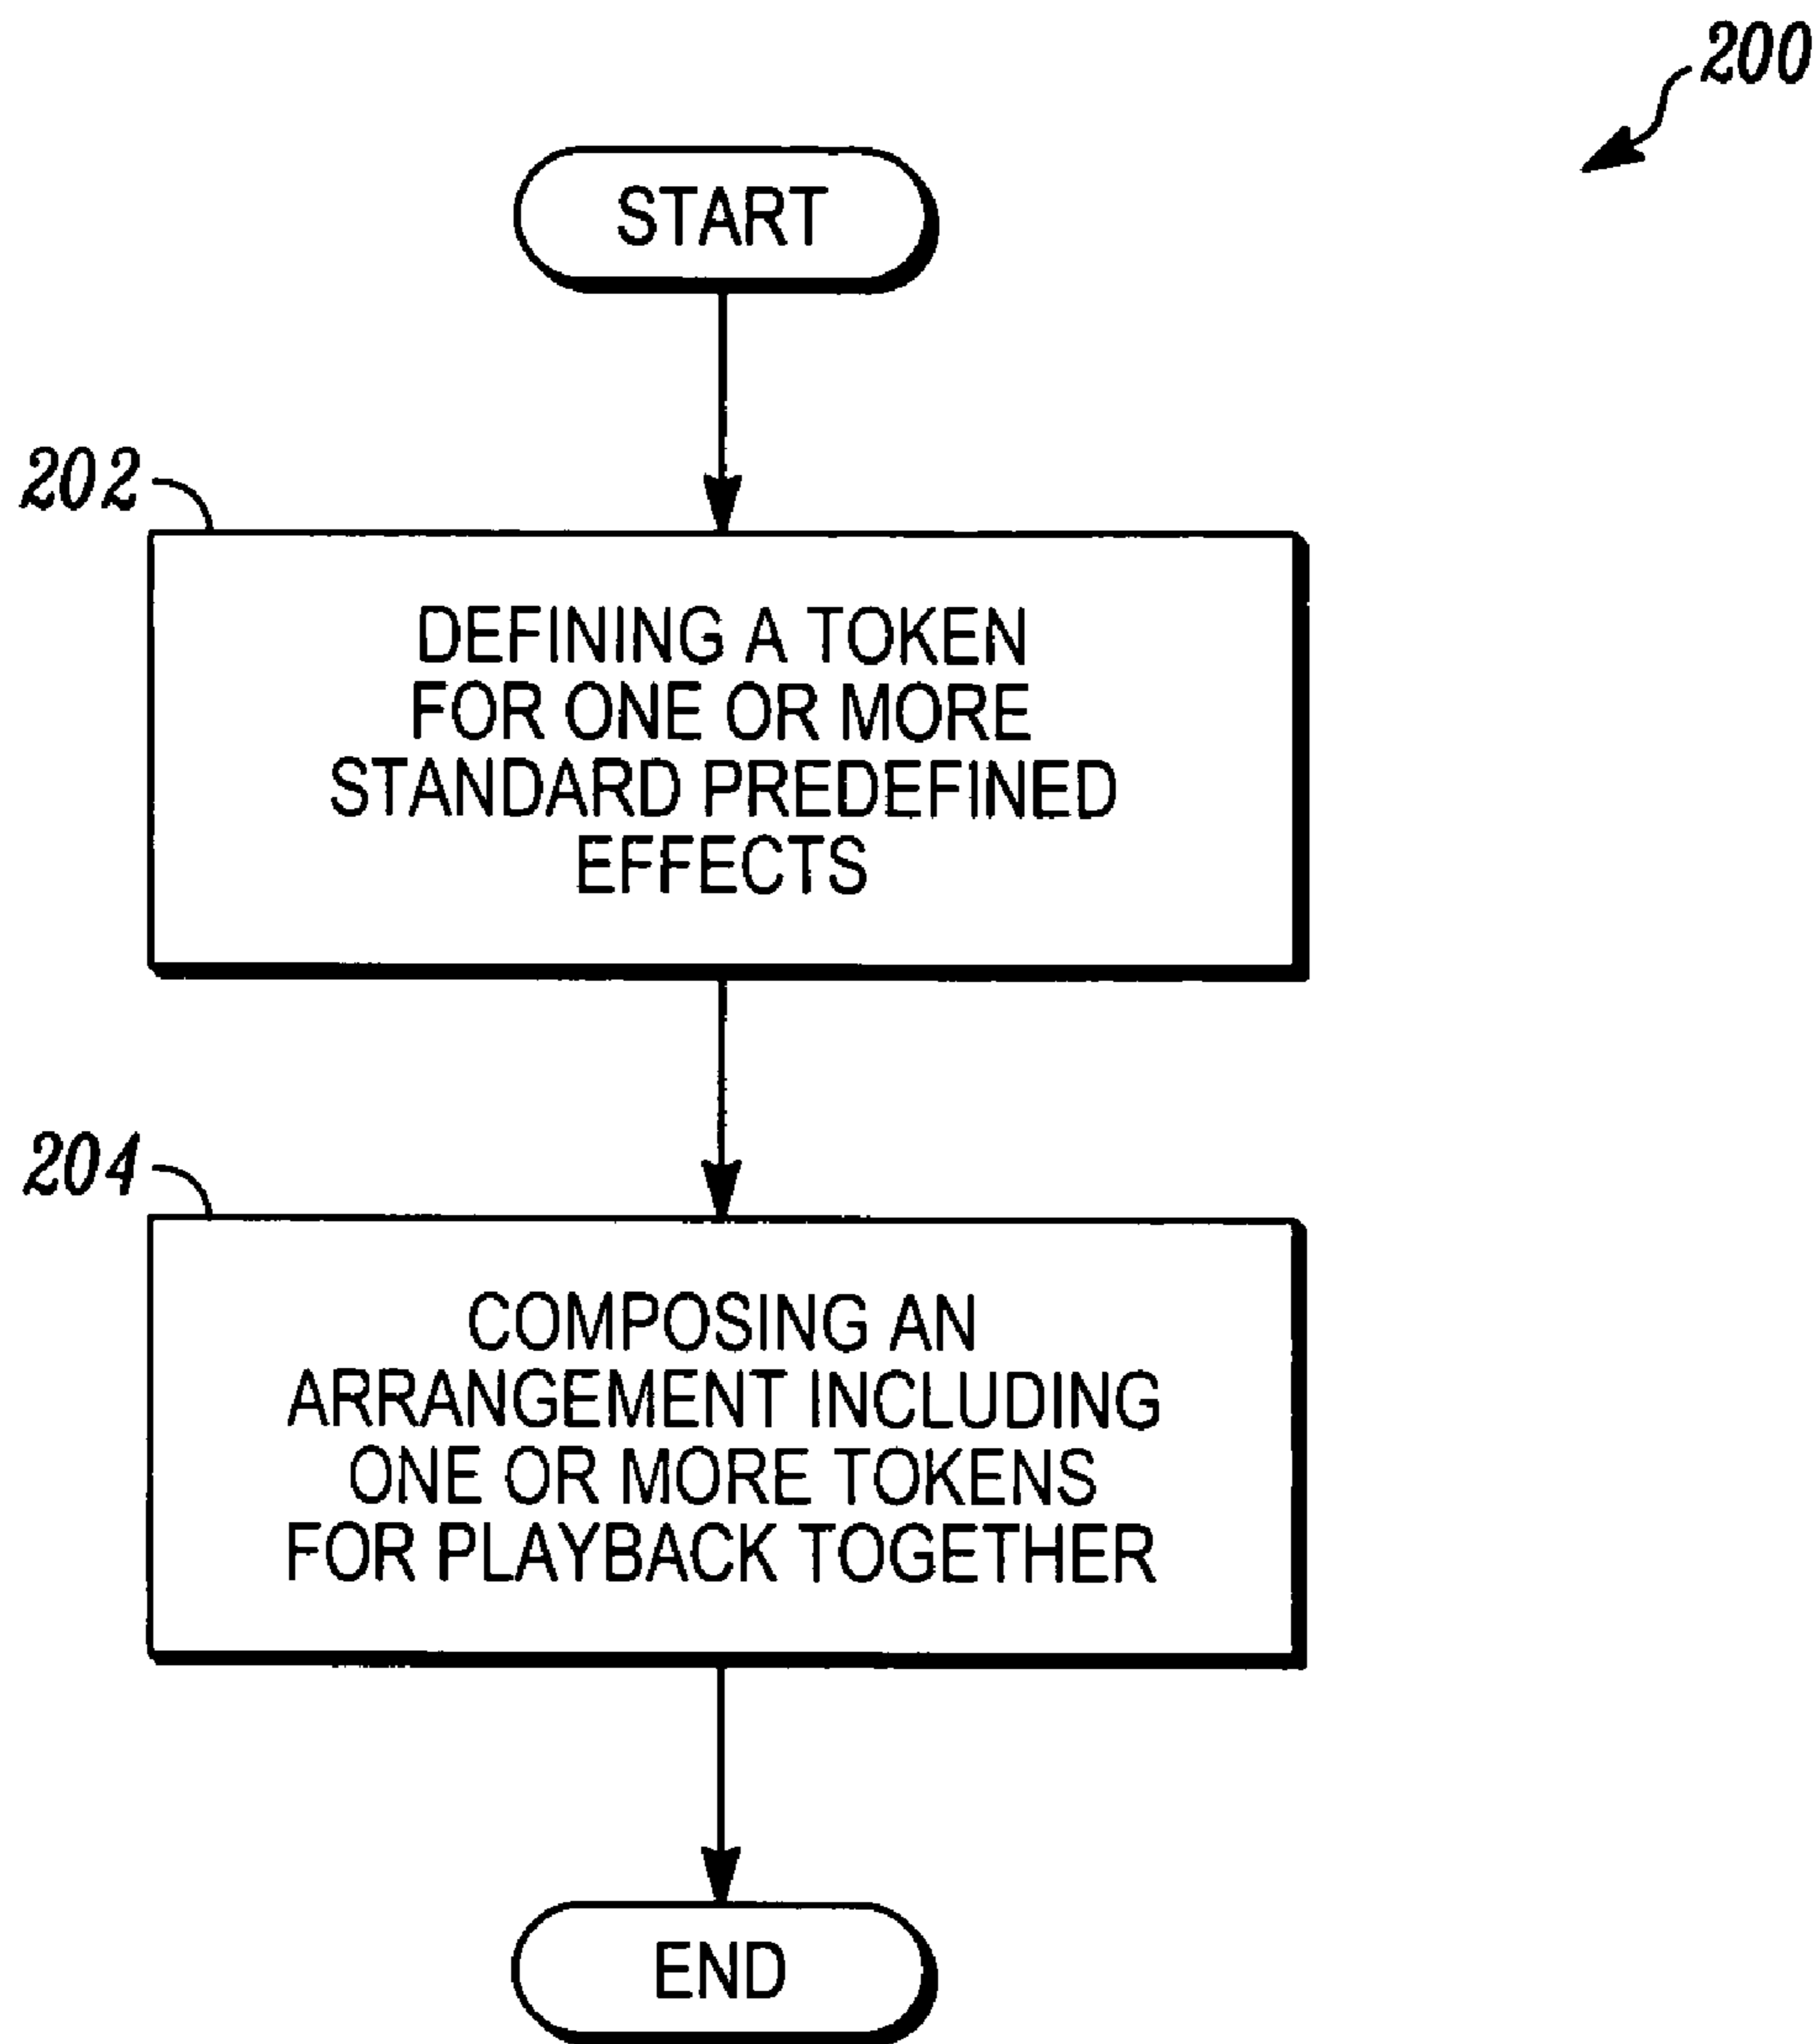 200
START
202
DEFINING A TOKEN
FOR ONE OR MORE
STANDARD PREDEFINED
EFFECTS
204
COMPOSING AN
ARRANGEMENT INCLUDING
ONE OR MORE TOKENS
FOR PLAYBACK TOGETHER
END